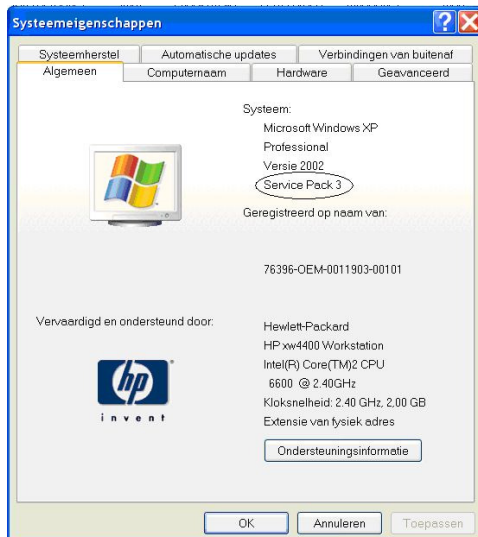 Systeemeigenschappen
Systeemherstel
Automatische updates
Verbindingen van buitenaf
Algemeen
Computernaam
Hardware
Geavanceerd
Systeem:
Microsoft Windows XP
Professional
Versie 2002
Service Pack 3
Geregistreerd op naam van:
76396-OEM-0011903-00101
Vervaardigd en ondersteund door:
Hewlett-Packard
HP xw4400 Workstation
Intel(R) Core(TM)2 CPU
6600 @ 2.40GHz
Kloksnelheid: 2.40 GHz, 2,00 GB
Extensie van fysiek adres
hp
invent
Ondersteuningsinformatie
OK
Annuleren
Toepassen